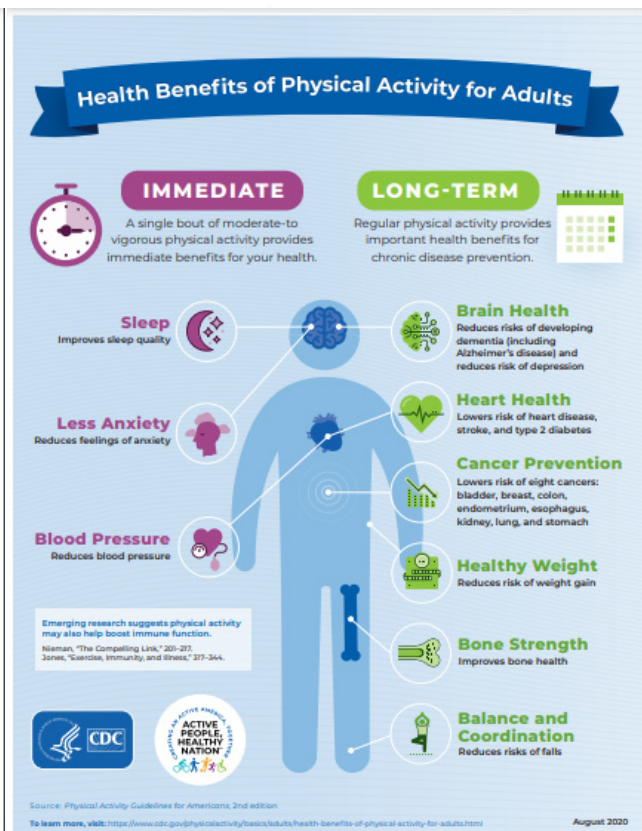 Health Benefits of Physical Activity for Adults
IMMEDIATE
A single bout of moderate-to
vigorous physical activity provides
immediate benefits for your health.
LONG-TERM
Regular physical activity provides
important health benefits for
chronic disease prevention.
Sleep
Improves sleep quality
Less Anxiety
Reduces feelings of anxiety
Blood Pressure
Reduces blood pressure
Brain Health
Reduces risks of developing
dementia (including
Alzheimer's disease) and
reduces risk of depression
Heart Health
Lowers risk of heart disease,
stroke, and type 2 diabetes
Cancer Prevention
Lowers risk of eight cancers:
bladder, breast, colon,
endometrium, esophagus,
kidney, lung, and stomach
Healthy Weight
Reduces risk of weight gain
Bone Strength
Improves bone health
Balance and
Coordination
Reduces risks of falls
Emerging research suggests physical activity
may also help boost immune function.
Nieman, "The Compelling Link," 201–217.
Jones, "Exercise, Immunity, and Illness," 317–344.
CDC
CREATING AN ACTIVE AMERICA, TOGETHER
ACTIVE
PEOPLE,
HEALTHY
NATION
Source: Physical Activity Guidelines for Americans, 2nd edition
To learn more, visit: https://www.cdc.gov/physicalactivity/basics/adults/health-benefits-of-physical-activity-for-adults.html
August 2020